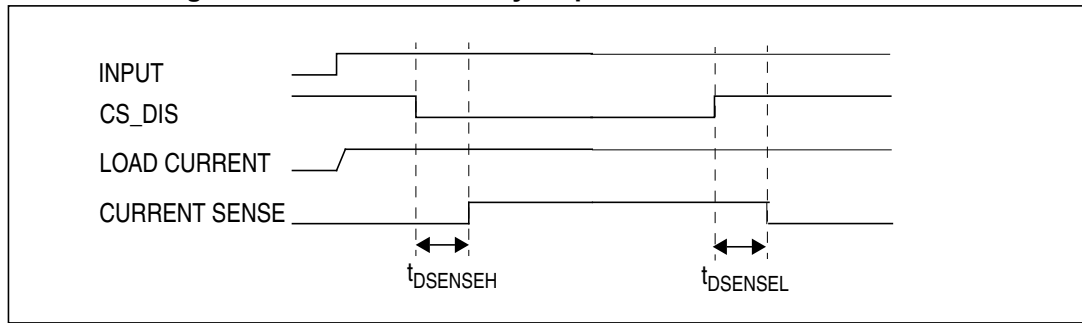 INPUT
CS_DIS
LOAD CURRENT
CURRENT SENSE
tDSENSEH
tDSENSEL